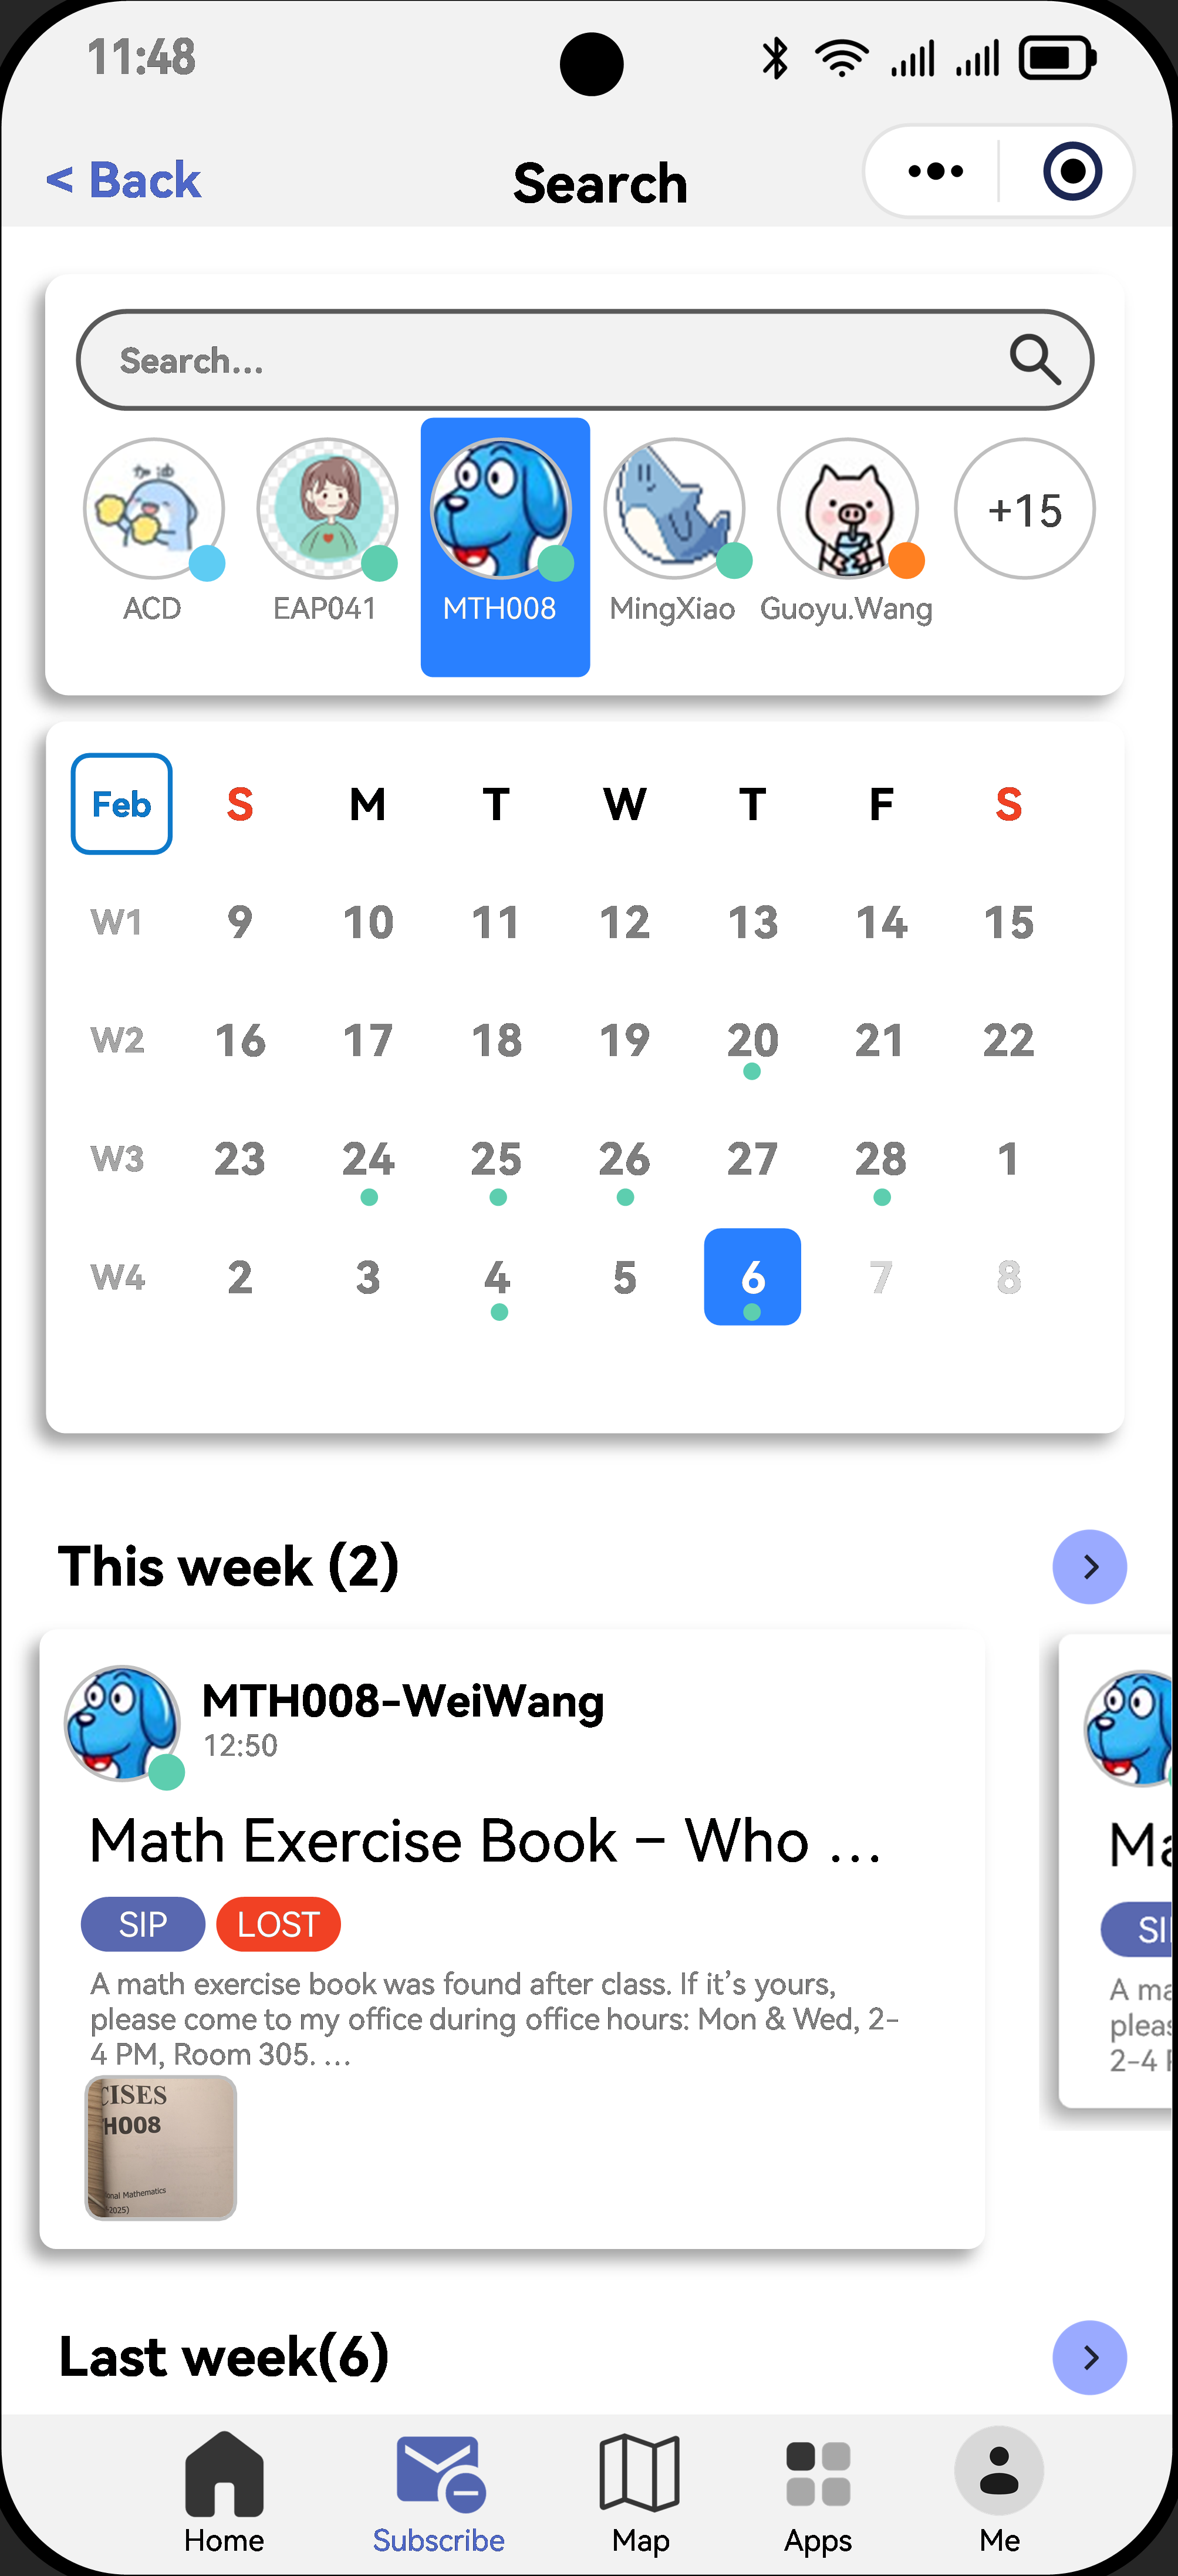 11:48
< Back
Search
Search...
加油
ACD
EAP041
MTH008
MingXiao
Guoyu.Wang
+15
Feb S M T W T F S
W1 9 10 11 12 13 14 15
W2 16 17 18 19 20 21 22
W3 23 24 25 26 27 28 1
W4 2 3 4 5 6 7 8
This week (2)
MTH008-WeiWang
12:50
Math Exercise Book – Who ...
SIP LOST
A math exercise book was found after class. If it's yours,
please come to my office during office hours: Mon & Wed, 2-
4 PM, Room 305. ...
CISES
H008
onal Mathematics
2025)
Ma
SI
A ma
pleas
2-4 P
Last week(6)
Home
Subscribe
Map
Apps
Me